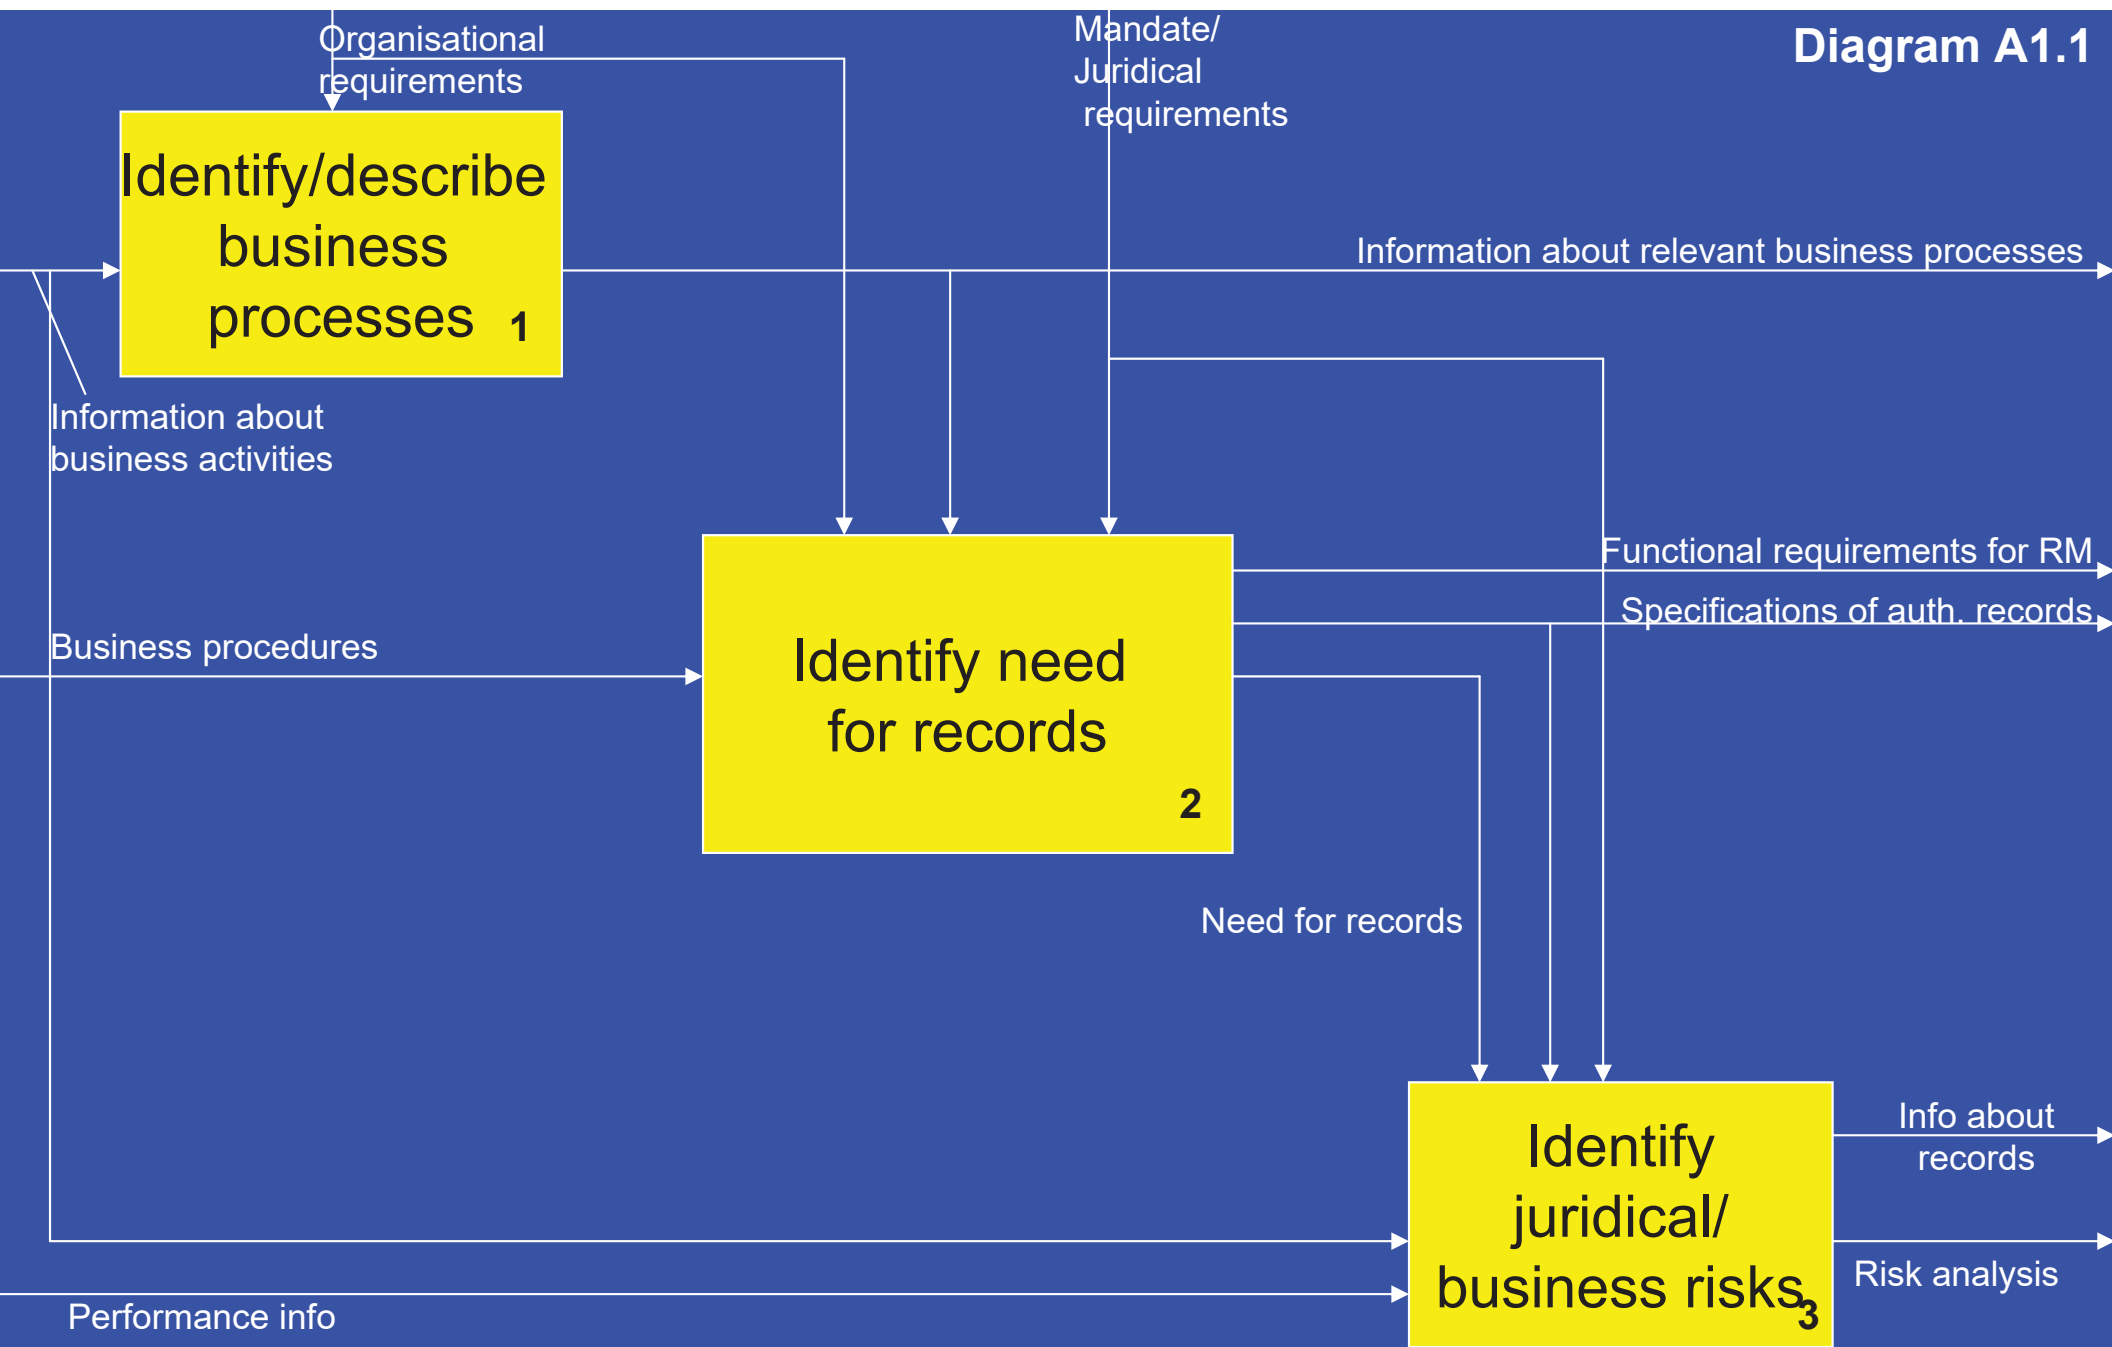 Diagram A1.1
Organisational
requirements
Mandate/
Juridical
requirements
Identify/describe
business
processes
1
Information about relevant business processes
Information about
business activities
Functional requirements for RM
Specifications of auth. records
Business procedures
Identify need
for records
2
Need for records
Identify
juridical/
business risks
3
Info about
records
Risk analysis
Performance info